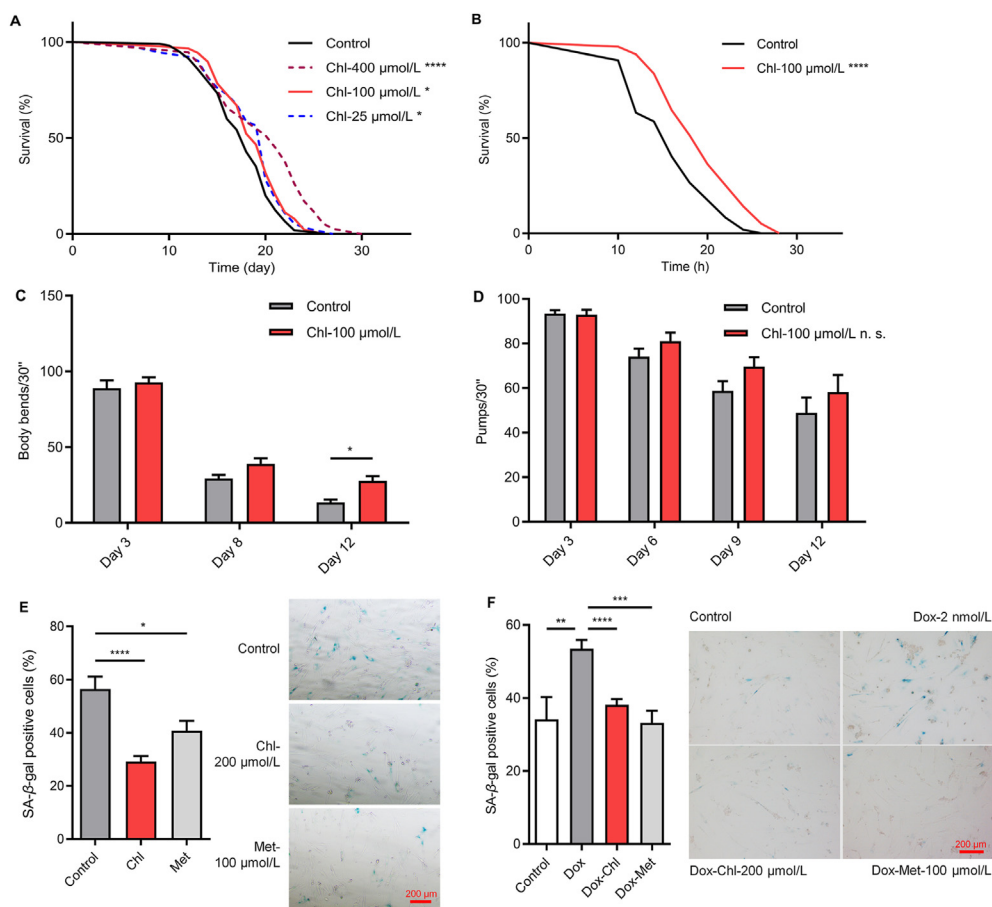 A
Control
Chl-400 μmol/L ****
Chl-100 μmol/L *
Chl-25 μmol/L *
Survival (%)
100
50
0
0 10 20 30
Time (day)
B
Control
Chl-100 μmol/L ****
Survival (%)
100
50
0
0 10 20 30
Time (h)
C
Control
Chl-100 μmol/L
Body bends/30"
150
100
50
0
*
Day 3 Day 8 Day 12
D
Control
Chl-100 μmol/L n. s.
Pumps/30"
100
80
60
40
20
0
Day 3 Day 6 Day 9 Day 12
E
SA-β-gal positive cells (%)
80
60
40
20
0
*
****
Control Chl Met
Control
Chl-
200 μmol/L
Met-
100 μmol/L
200 μm
F
SA-β-gal positive cells (%)
60
40
20
0
***
** ****
Control Dox Dox-Chl Dox-Met
Control Dox-2 nmol/L
200 μm
Dox-Chl-200 μmol/L Dox-Met-100 μmol/L